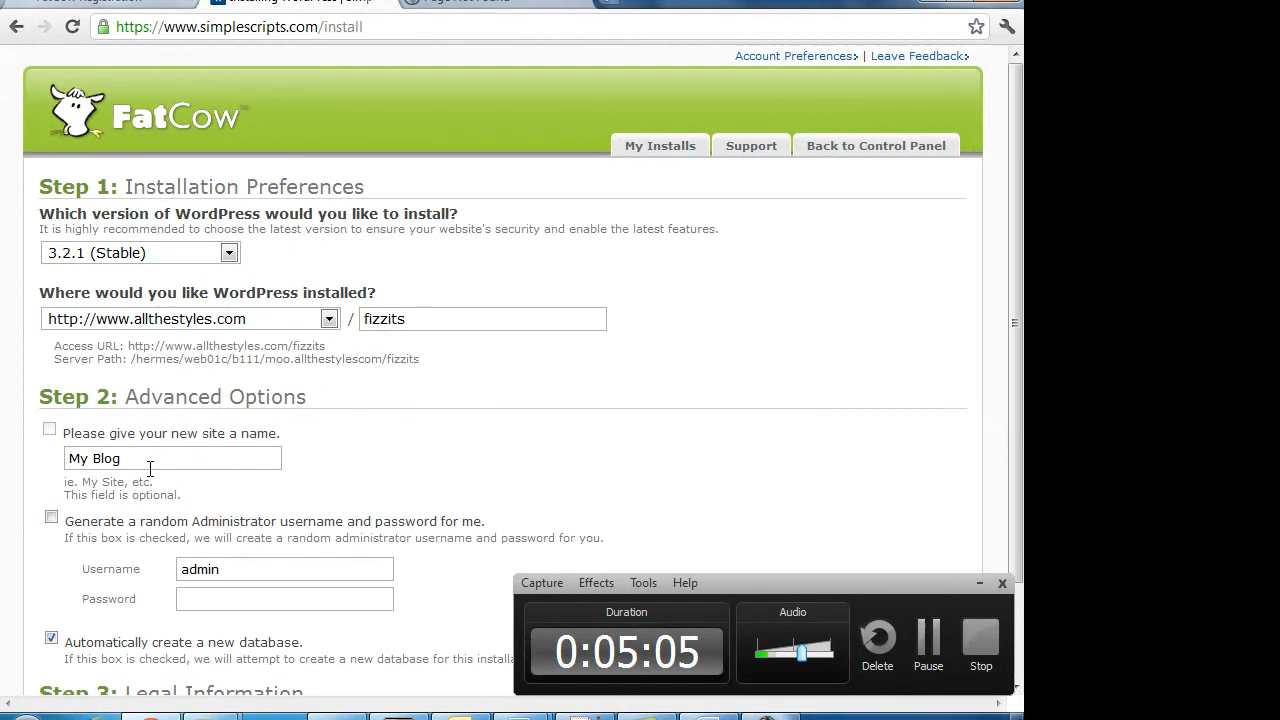 https://www.simplescripts.com/install
Account Preferences | Leave Feedback
FatCow
My Installs
Support
Back to Control Panel
Step 1: Installation Preferences
Which version of WordPress would you like to install?
It is highly recommended to choose the latest version to ensure your website's security and enable the latest features.
3.2.1 (Stable)
Where would you like WordPress installed?
http://www.allthestyles.com / fizzits
Access URL: http://www.allthestyles.com/fizzits
Server Path: /hermes/web01c/b111/moo.allthestylescom/fizzits
Step 2: Advanced Options
Please give your new site a name.
My Blog
ie. My Site, etc.
This field is optional.
Generate a random Administrator username and password for me.
If this box is checked, we will create a random administrator username and password for you.
Username admin
Password
Automatically create a new database.
If this box is checked, we will attempt to create a new database for this installa
Step 3: Legal Information
Capture Effects Tools Help
Duration
0:05:05
Audio
Delete
Pause
Stop